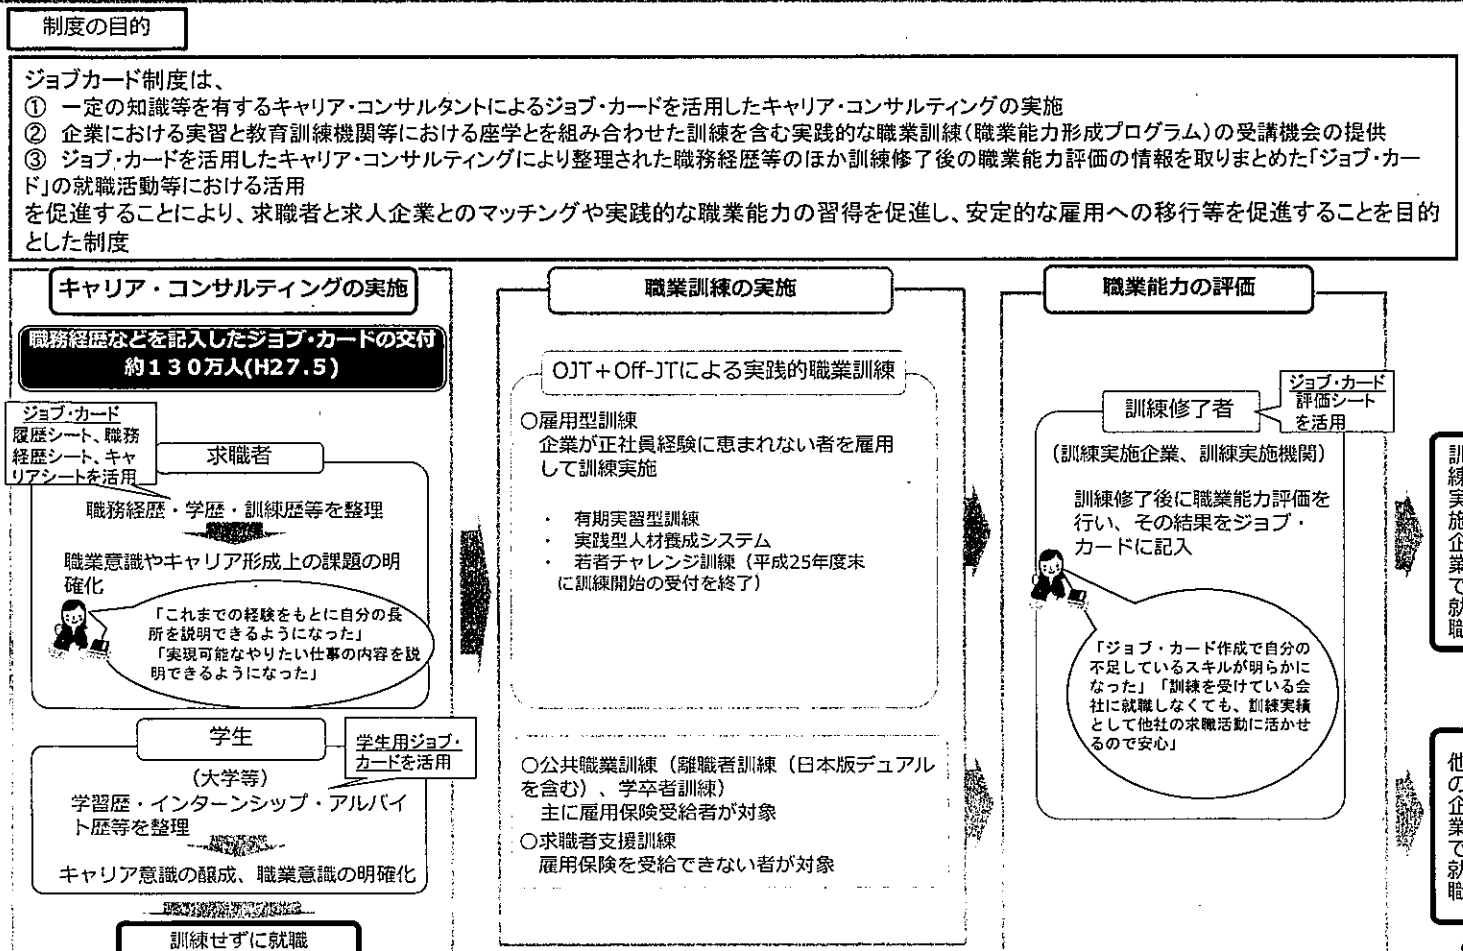 制度の目的
ジョブカード制度は、
① 一定の知識等を有するキャリア・コンサルタントによるジョブ・カードを活用したキャリア・コンサルティングの実施
② 企業における実習と教育訓練機関等における座学とを組み合わせた訓練を含む実践的な職業訓練(職業能力形成プログラム)の受講機会の提供
③ ジョブ・カードを活用したキャリア・コンサルティングにより整理された職務経歴等のほか訓練修了後の職業能力評価の情報を取りまとめた「ジョブ・カー
ド」の就職活動等における活用
を促進することにより、求職者と求人企業とのマッチングや実践的な職業能力の習得を促進し、安定的な雇用への移行等を促進することを目的
とした制度
キャリア・コンサルティングの実施
職務経歴などを記入したジョブ・カードの交付
約130万人(H27.5)
ジョブ・カード
履歴シート、職務
経歴シート、キャ
リアシートを活用
求職者
職務経歴・学歴・訓練歴等を整理
職業意識やキャリア形成上の課題の明
確化
「これまでの経験をもとに自分の長
所を説明できるようになった」
「実現可能なやりたい仕事の内容を説
明できるようになった」
学生
学生用ジョブ・
カードを活用
(大学等)
学習歴・インターンシップ・アルバイ
ト歴等を整理
キャリア意識の醸成、職業意識の明確化
訓練せずに就職
職業訓練の実施
OJT+Off-JTによる実践的職業訓練
○雇用型訓練
企業が正社員経験に恵まれない者を雇用
して訓練実施
・ 有期実習型訓練
・ 実践型人材養成システム
・ 若者チャレンジ訓練（平成25年度末
に訓練開始の受付を終了）
○公共職業訓練（離職者訓練（日本版デュアル
を含む）、学卒者訓練）
主に雇用保険受給者が対象
○求職者支援訓練
雇用保険を受給できない者が対象
職業能力の評価
ジョブ・カード
評価シート
を活用
訓練修了者
（訓練実施企業、訓練実施機関）
訓練修了後に職業能力評価を
行い、その結果をジョブ・
カードに記入
「ジョブ・カード作成で自分の
不足しているスキルが明らかに
なった」「訓練を受けている会
社に就職しなくても、訓練実績
として他社の求職活動に活かせ
るので安心」
訓練実施企業で就職
他の企業で就職